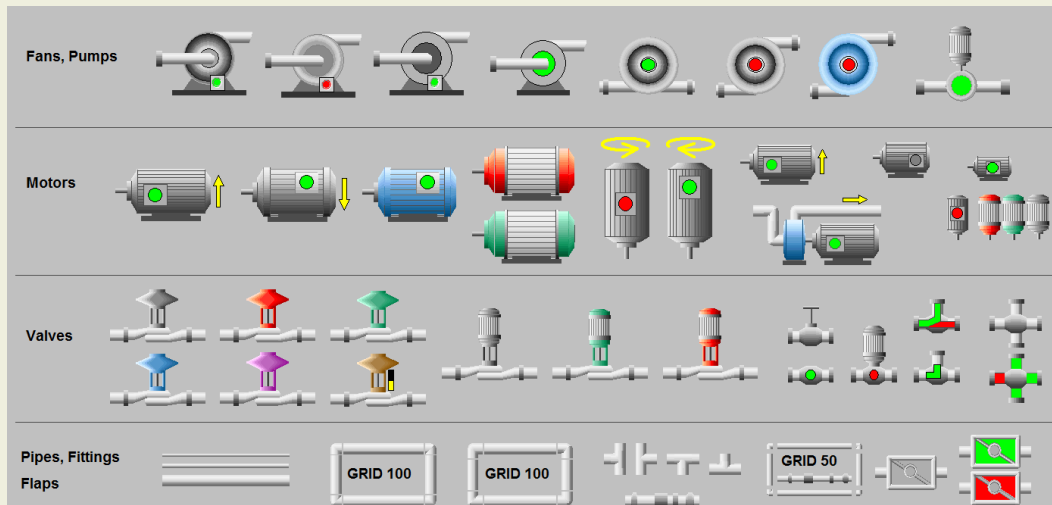 Fans, Pumps
Motors
Valves
Pipes, Fittings
Flaps
GRID 100
GRID 100
GRID 50